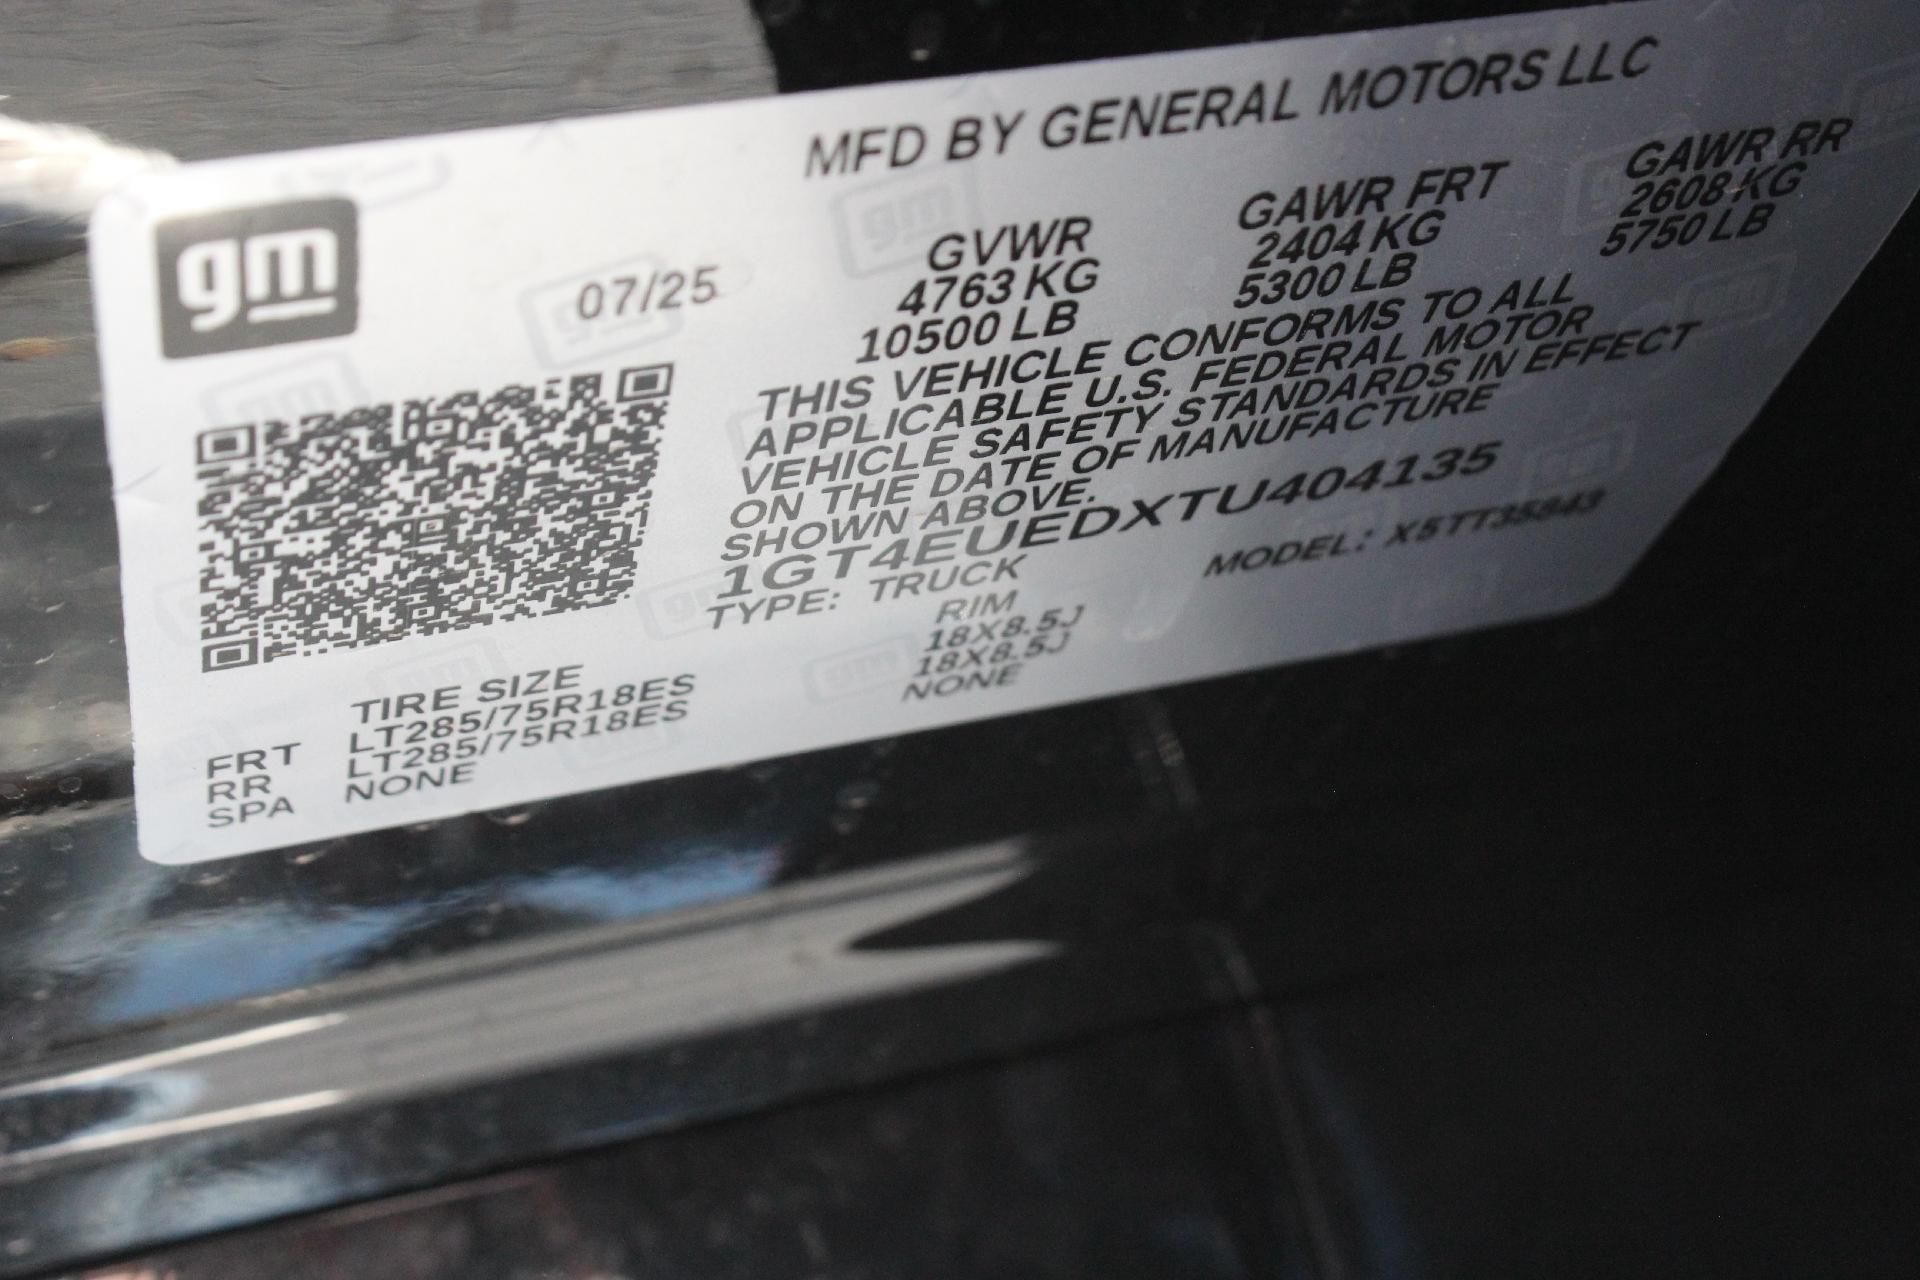 MFD BY GENERAL MOTORS LLC
gm
07/25
GVWR GAWR FRT GAWR RR
4763 KG 2404 KG 2608 KG
10500 LB 5300 LB 5750 LB
THIS VEHICLE CONFORMS TO ALL
APPLICABLE U.S. FEDERAL MOTOR
VEHICLE SAFETY STANDARDS IN EFFECT
ON THE DATE OF MANUFACTURE
SHOWN ABOVE.
1GT4EUEDXTU404135
TYPE: TRUCK MODEL: X5TT35843
TIRE SIZE RIM
FRT LT285/75R18ES 18X8.5J
RR LT285/75R18ES 18X8.5J
SPA NONE NONE